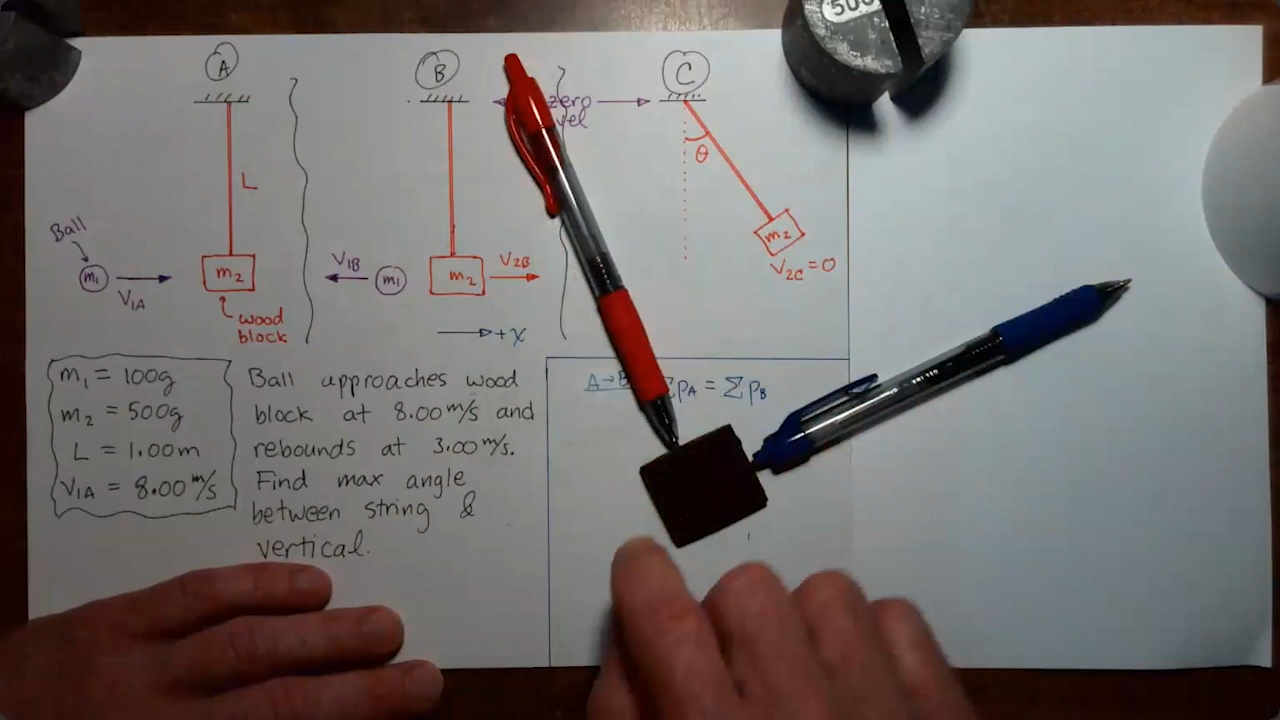 A
B
C
500
zero
θ
L
Ball
m₁
V₁A
m₂
wood
block
V₁B
m₁
m₂
V₂B
+x
m₂
V₂C = 0
m₁ = 100g
m₂ = 500g
L = 1.00m
V₁A = 8.00 m/s
Ball approaches wood
block at 8.00 m/s and
rebounds at 3.00 m/s.
Find max angle
between string &
vertical.
A→B
pA = ΣpB